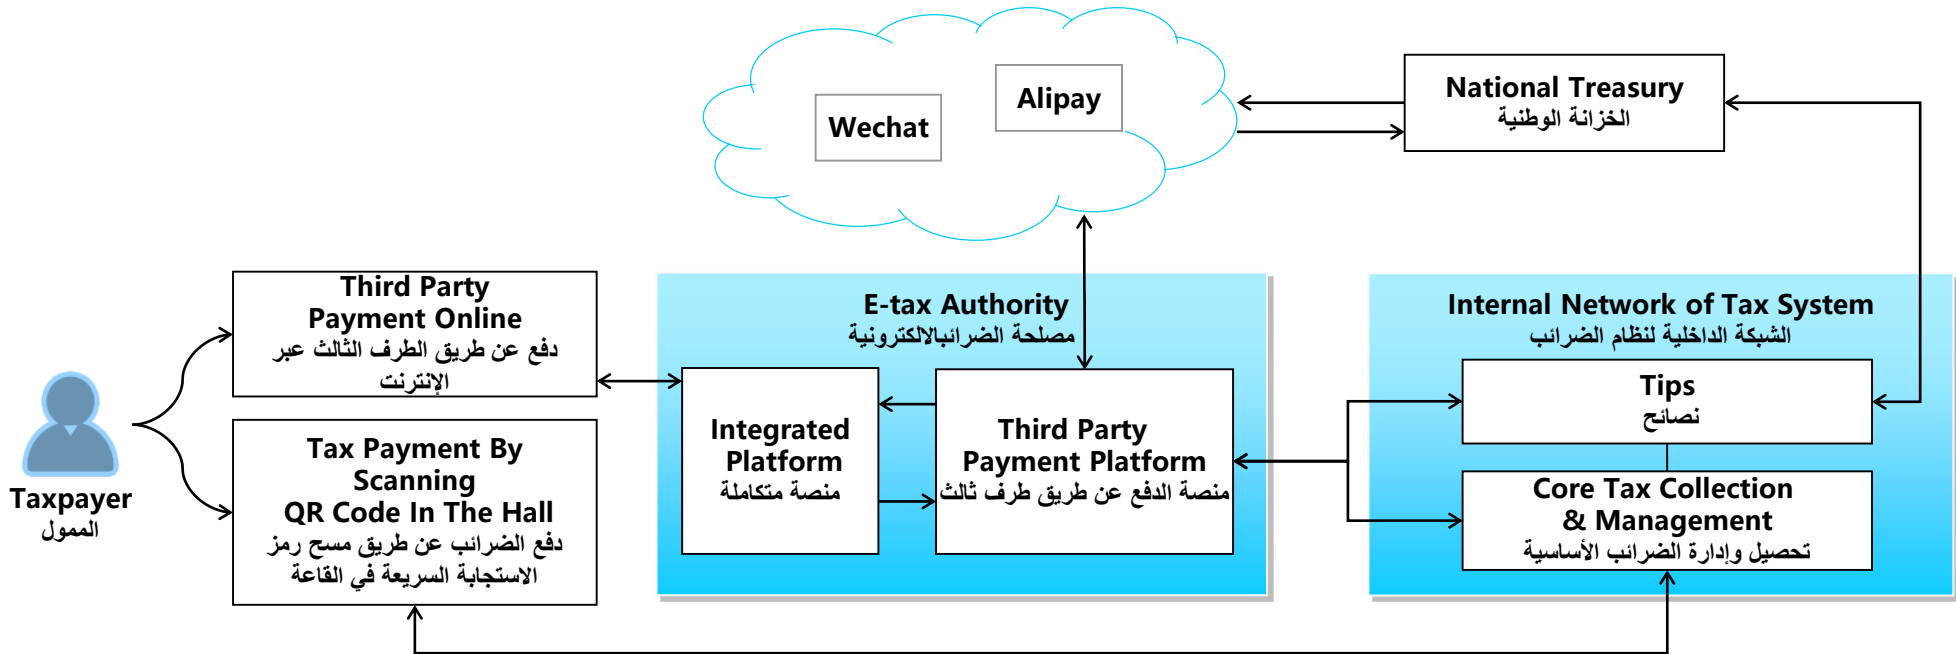 Wechat
Alipay
National Treasury
الخزانة الوطنية
Taxpayer
الممول
Third Party
Payment Online
دفع عن طريق الطرف الثالث عبر
الإنترنت
Tax Payment By
Scanning
QR Code In The Hall
دفع الضرائب عن طريق مسح رمز
الاستجابة السريعة في القاعة
E-tax Authority
مصلحة الضرائبالالكترونية
Integrated
Platform
منصة متكاملة
Third Party
Payment Platform
منصة الدفع عن طريق طرف ثالث
Internal Network of Tax System
الشبكة الداخلية لنظام الضرائب
Tips
نصائح
Core Tax Collection
& Management
تحصيل وإدارة الضرائب الأساسية